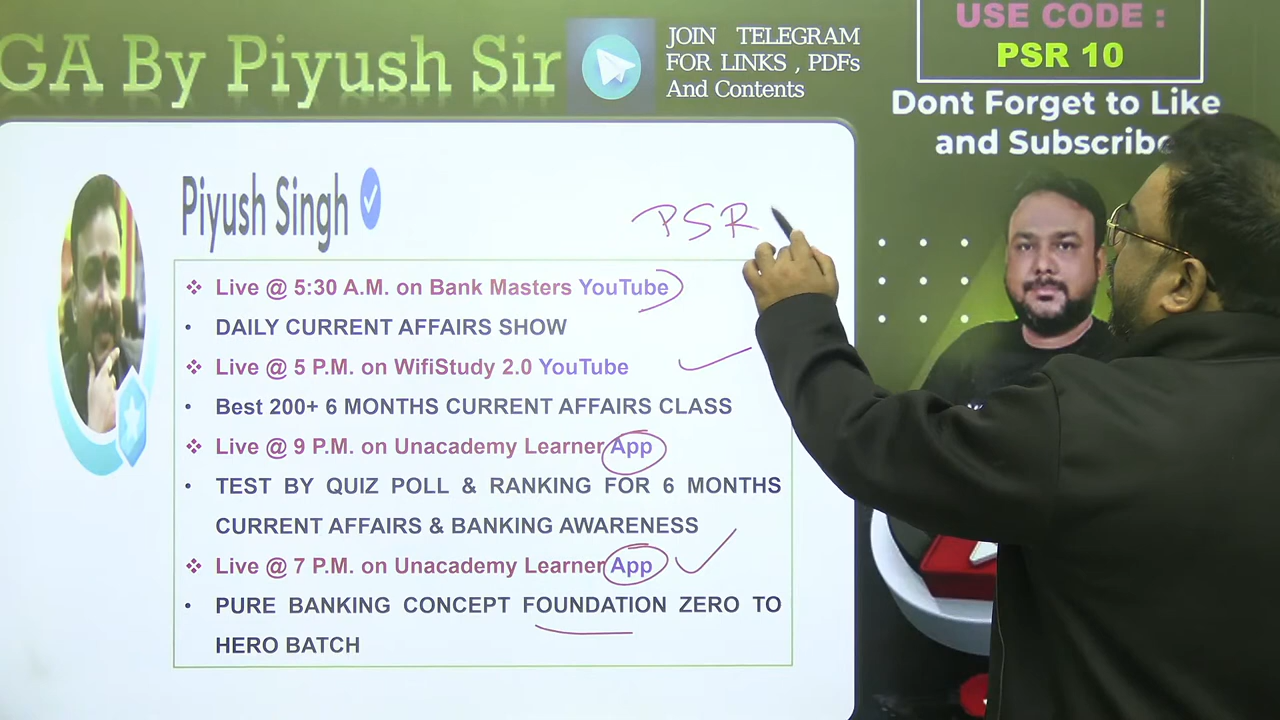 GA By Piyush Sir
JOIN TELEGRAM
FOR LINKS , PDFs
And Contents
USE CODE :
PSR 10
Dont Forget to Like
and Subscribe
Piyush Singh
PSR
❖ Live @ 5:30 A.M. on Bank Masters YouTube
• DAILY CURRENT AFFAIRS SHOW
❖ Live @ 5 P.M. on WifiStudy 2.0 YouTube
• Best 200+ 6 MONTHS CURRENT AFFAIRS CLASS
❖ Live @ 9 P.M. on Unacademy Learner App
• TEST BY QUIZ POLL & RANKING FOR 6 MONTHS
CURRENT AFFAIRS & BANKING AWARENESS
❖ Live @ 7 P.M. on Unacademy Learner App
• PURE BANKING CONCEPT FOUNDATION ZERO TO
HERO BATCH